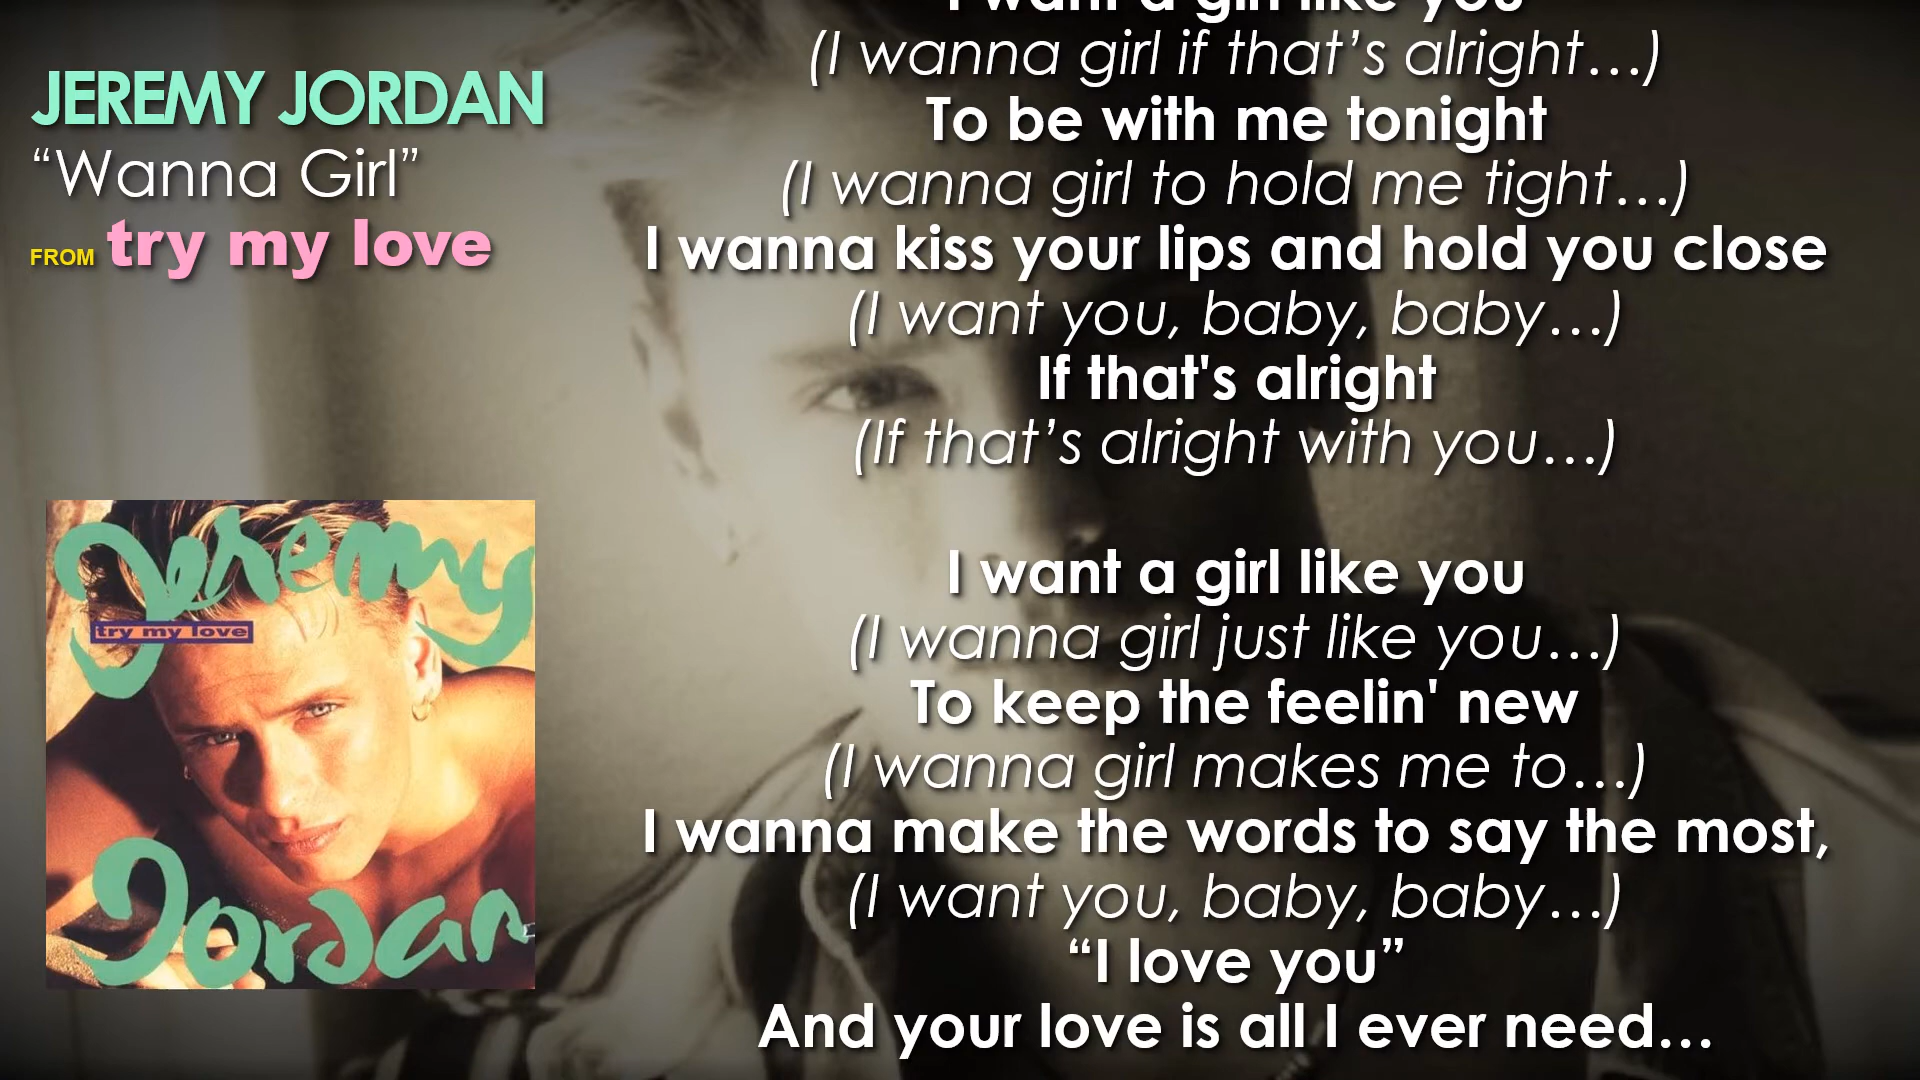 JEREMY JORDAN
“Wanna Girl”
FROM try my love
Jeremy
try my love
Jordan
I want a girl like you
(I wanna girl if that’s alright…)
To be with me tonight
(I wanna girl to hold me tight…)
I wanna kiss your lips and hold you close
(I want you, baby, baby…)
If that's alright
(If that’s alright with you…)
I want a girl like you
(I wanna girl just like you…)
To keep the feelin' new
(I wanna girl makes me to…)
I wanna make the words to say the most,
(I want you, baby, baby…)
“I love you”
And your love is all I ever need…